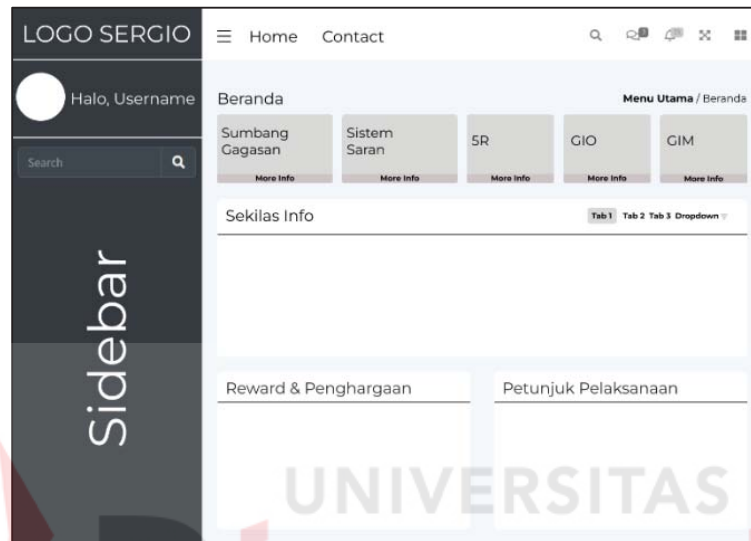 LOGO SERGIO
Home Contact
Halo, Username
Search
Sidebar
Beranda
Menu Utama / Beranda
Sumbang
Gagasan
More Info
Sistem
Saran
More Info
5R
More Info
GIO
More Info
GIM
More Info
Sekilas Info
Tab 1 Tab 2 Tab 3 Dropdown
Reward & Penghargaan
Petunjuk Pelaksanaan
UNIVERSITAS